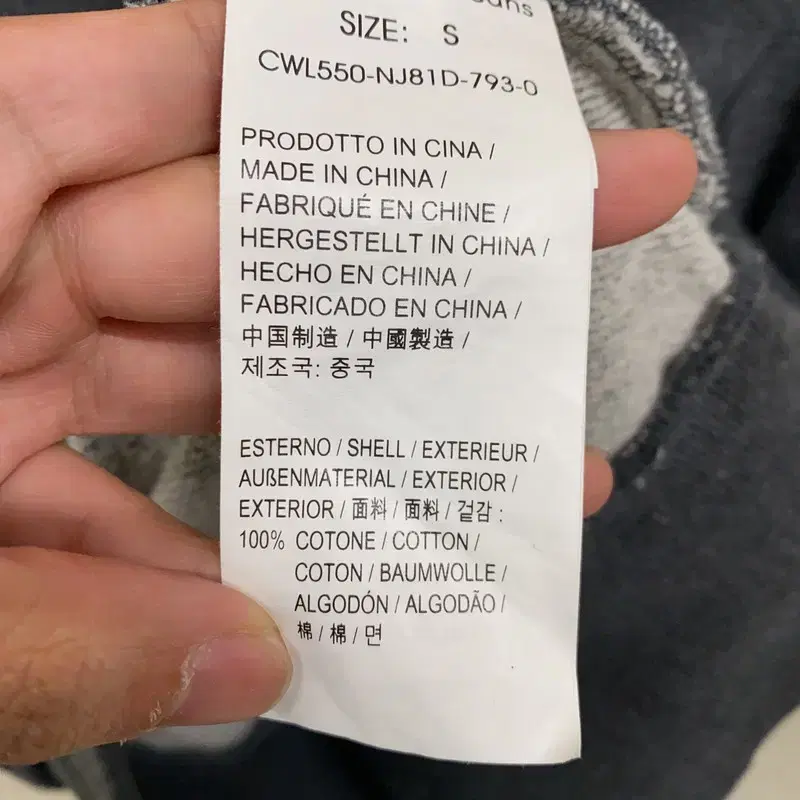 SIZE: S
CWL550-NJ81D-793-0
PRODOTTO IN CINA /
MADE IN CHINA /
FABRIQUÉ EN CHINE /
HERGESTELLT IN CHINA /
HECHO EN CHINA /
FABRICADO EN CHINA /
中国制造 / 中國製造 /
제조국: 중국
ESTERNO / SHELL / EXTERIEUR /
AUßENMATERIAL / EXTERIOR /
EXTERIOR / 面料 / 面料 / 겉감 :
100% COTONE / COTTON /
COTON / BAUMWOLLE /
ALGODÓN / ALGODÃO /
棉 / 棉 / 면